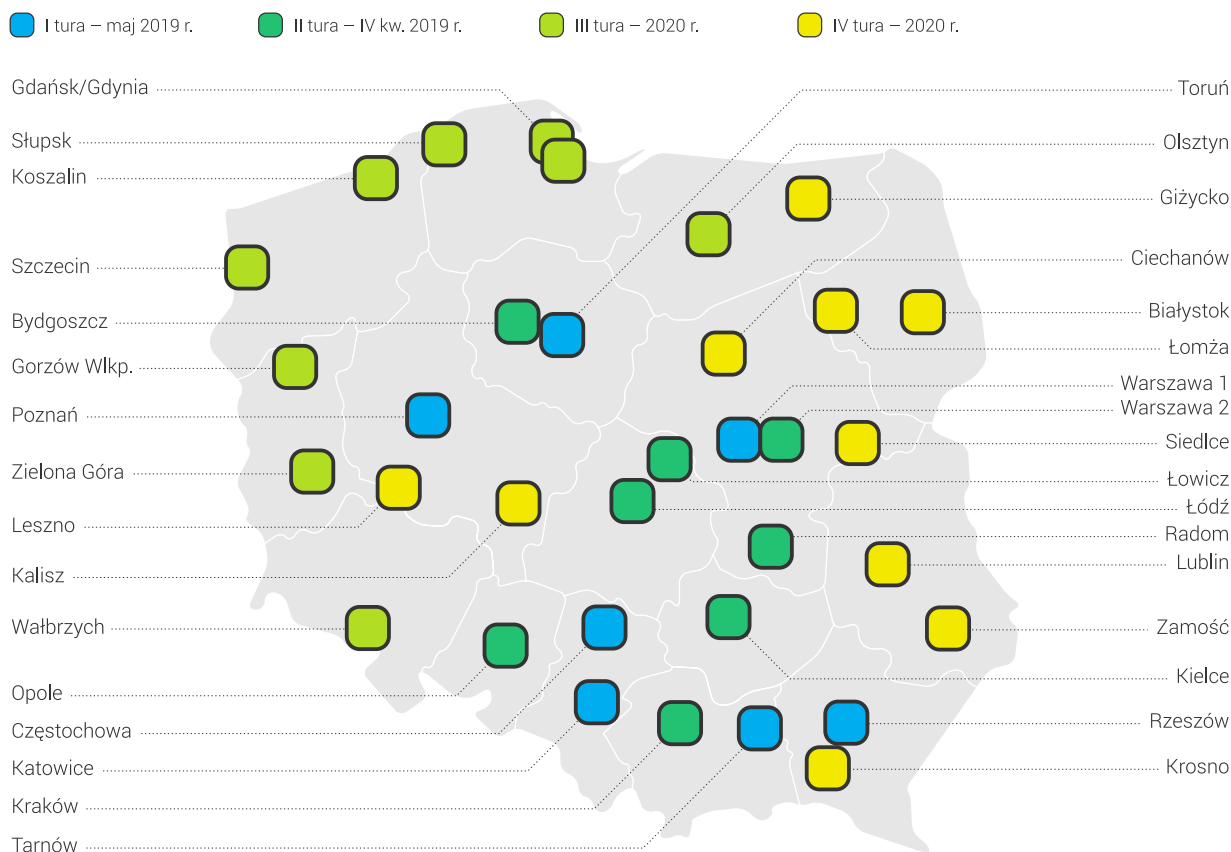 I tura – maj 2019 r.
II tura – IV kw. 2019 r.
III tura – 2020 r.
IV tura – 2020 r.
Gdańsk/Gdynia
Słupsk
Koszalin
Szczecin
Bydgoszcz
Gorzów Wlkp.
Poznań
Zielona Góra
Leszno
Kalisz
Wałbrzych
Opole
Częstochowa
Katowice
Kraków
Tarnów
Toruń
Olsztyn
Giżycko
Ciechanów
Białystok
Łomża
Warszawa 1
Warszawa 2
Siedlce
Łowicz
Łódź
Radom
Lublin
Zamość
Kielce
Rzeszów
Krosno